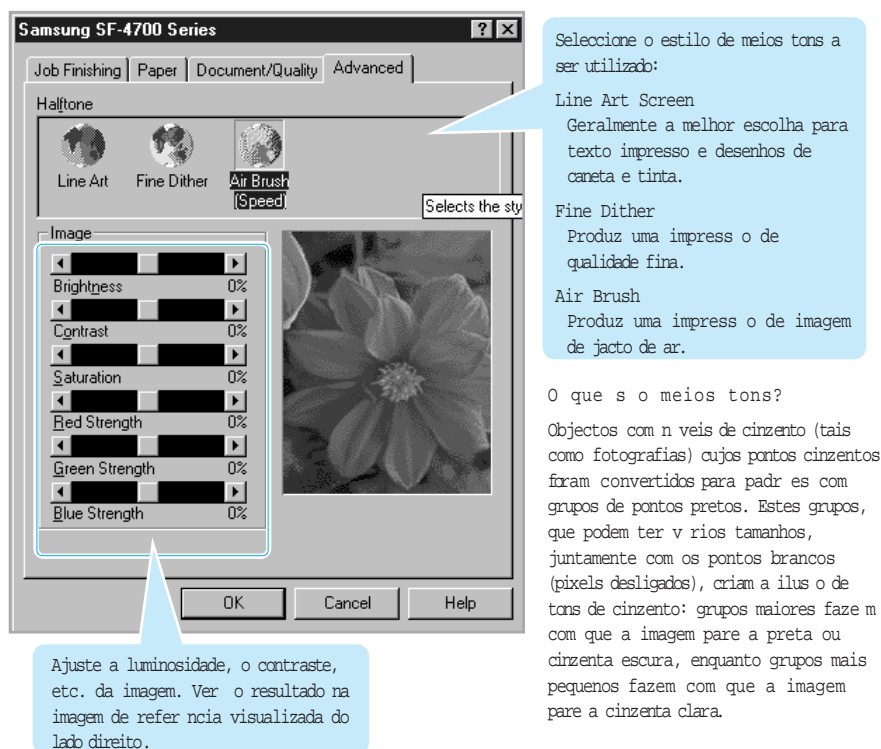 Samsung SF-4700 Series
? X
Job Finishing Paper Document/Quality Advanced
Halftone
Line Art Fine Dither Air Brush
(Speed)
Selects the sty
Image
Brightness 0%
Contrast 0%
Saturation 0%
Red Strength 0%
Green Strength 0%
Blue Strength 0%
OK Cancel Help
Ajuste a luminosidade, o contraste,
etc. da imagem. Ver o resultado na
imagem de refer ncia visualizada do
lado direito.
Seleccione o estilo de meios tons a
ser utilizado:
Line Art Screen
Geralmente a melhor escolha para
texto impresso e desenhos de
caneta e tinta.
Fine Dither
Produz uma impress o de
qualidade fina.
Air Brush
Produz uma impress o de imagem
de jacto de ar.
O que s o meios tons?
Objectos com n veis de cinzento (tais
como fotografias) cujos pontos cinzentos
foram convertidos para padr es com
grupos de pontos pretos. Estes grupos,
que podem ter v rios tamanhos,
juntamente com os pontos brancos
(pixels desligados), criam a ilus o de
tons de cinzento: grupos maiores faze m
com que a imagem pare a preta ou
cinzenta escura, enquanto grupos mais
pequenos fazem com que a imagem
pare a cinzenta clara.